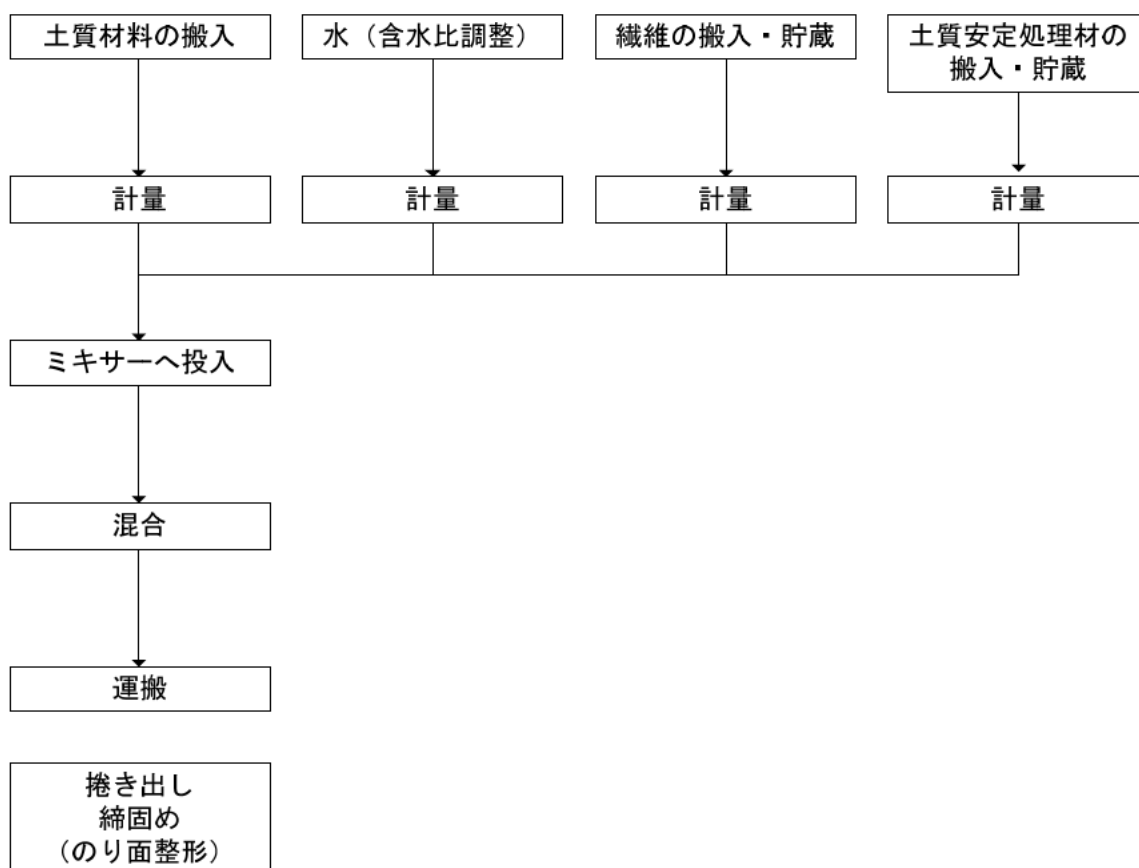 土質材料の搬入
水（含水比調整）
繊維の搬入・貯蔵
土質安定処理材の
搬入・貯蔵
計量
計量
計量
計量
ミキサーへ投入
混合
運搬
捲き出し
締固め
（のり面整形）